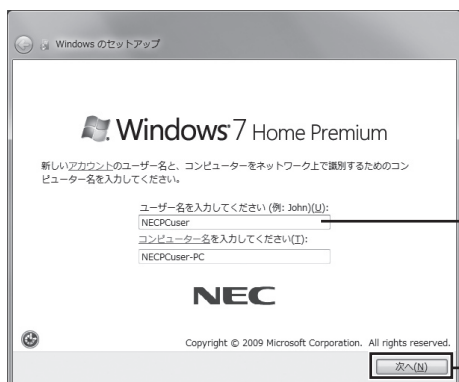 Windows のセットアップ
Windows 7 Home Premium
新しいアカウントのユーザー名と、コンピューターをネットワーク上で識別するためのコン
ピューター名を入力してください。
ユーザー名を入力してください (例: John)(U):
NECPCuser
コンピューター名を入力してください(T):
NECPCuser-PC
NEC
Copyright © 2009 Microsoft Corporation. All rights reserved.
次へ(N)